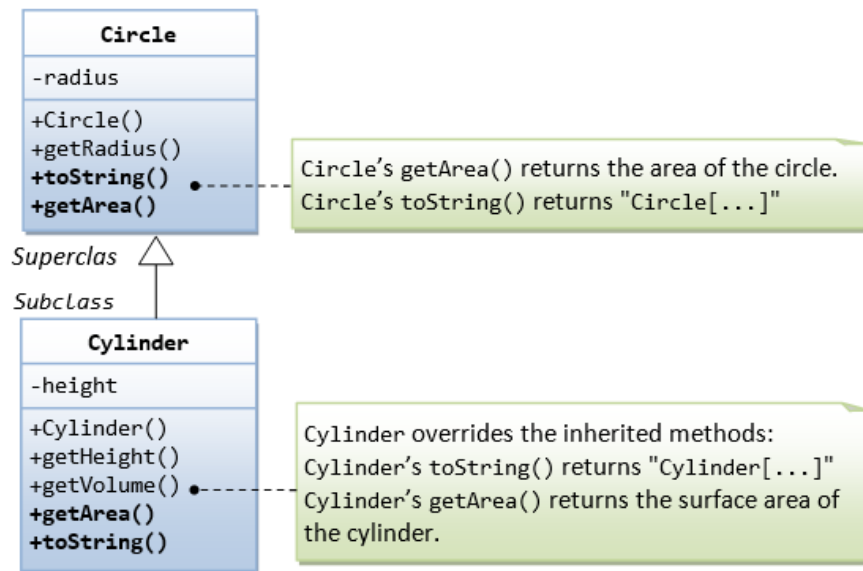 Circle
-radius
+Circle()
+getRadius()
+toString()
+getArea()
Circle's getArea() returns the area of the circle.
Circle's toString() returns "Circle[...]"
Superclas
Subclass
Cylinder
-height
+Cylinder()
+getHeight()
+getVolume()
+getArea()
+toString()
Cylinder overrides the inherited methods:
Cylinder's toString() returns "Cylinder[...]"
Cylinder's getArea() returns the surface area of
the cylinder.